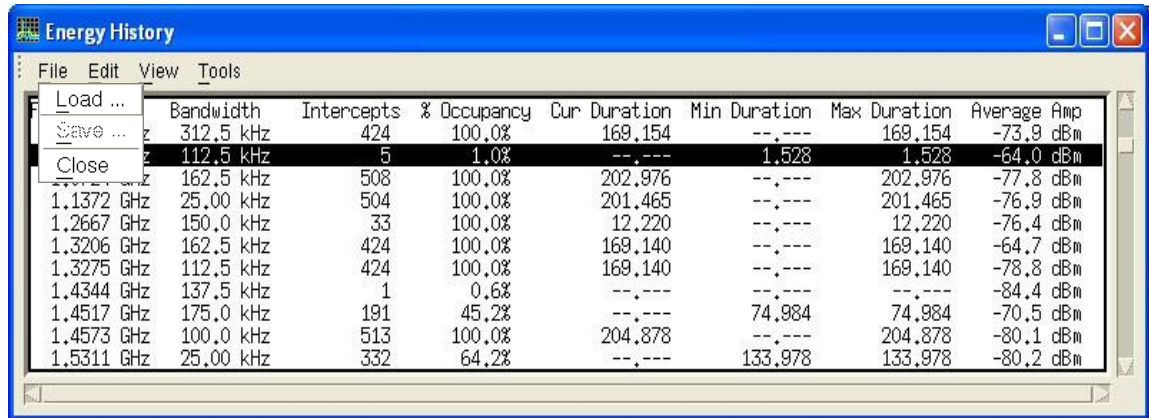 Energy History
File Edit View Tools
Load ...
Save ...
Close
Bandwidth Intercepts % Occupancy Cur Duration Min Duration Max Duration Average Amp
312.5 kHz 424 100.0% 169.154 --.--- 169.154 -73.9 dBm
112.5 kHz 5 1.0% --.--- 1.528 1.528 -64.0 dBm
162.5 kHz 508 100.0% 202.976 --.--- 202.976 -77.8 dBm
1.1372 GHz 25.00 kHz 504 100.0% 201.465 --.--- 201.465 -76.9 dBm
1.2667 GHz 150.0 kHz 33 100.0% 12.220 --.--- 12.220 -76.4 dBm
1.3206 GHz 162.5 kHz 424 100.0% 169.140 --.--- 169.140 -64.7 dBm
1.3275 GHz 112.5 kHz 424 100.0% 169.140 --.--- 169.140 -78.8 dBm
1.4344 GHz 137.5 kHz 1 0.6% --.--- --.--- --.--- -84.4 dBm
1.4517 GHz 175.0 kHz 191 45.2% --.--- 74.984 74.984 -70.5 dBm
1.4573 GHz 100.0 kHz 513 100.0% 204.878 --.--- 204.878 -80.1 dBm
1.5311 GHz 25.00 kHz 332 64.2% --.--- 133.978 133.978 -80.2 dBm